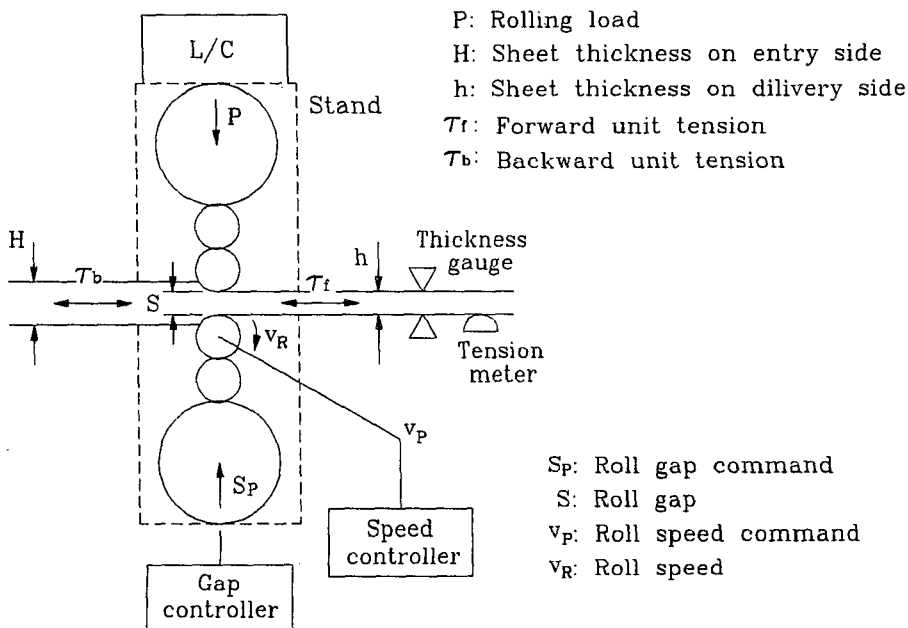 L/C
P
Stand
H
τb
S
τf
h
Thickness
gauge
vR
Tension
meter
vP
SP
Speed
controller
Gap
controller
P: Rolling load
H: Sheet thickness on entry side
h: Sheet thickness on dilivery side
τf: Forward unit tension
τb: Backward unit tension
SP: Roll gap command
S: Roll gap
vP: Roll speed command
vR: Roll speed